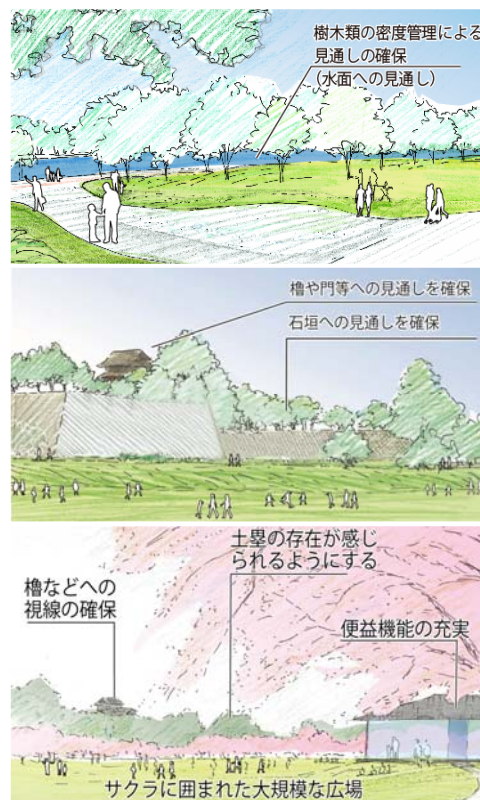 樹木類の密度管理による
見通しの確保
（水面への見通し）
櫓や門等への見通しを確保
石垣への見通しを確保
土塁の存在が感じ
られるようにする
櫓などへの
視線の確保
便益機能の充実
サクラに囲まれた大規模な広場